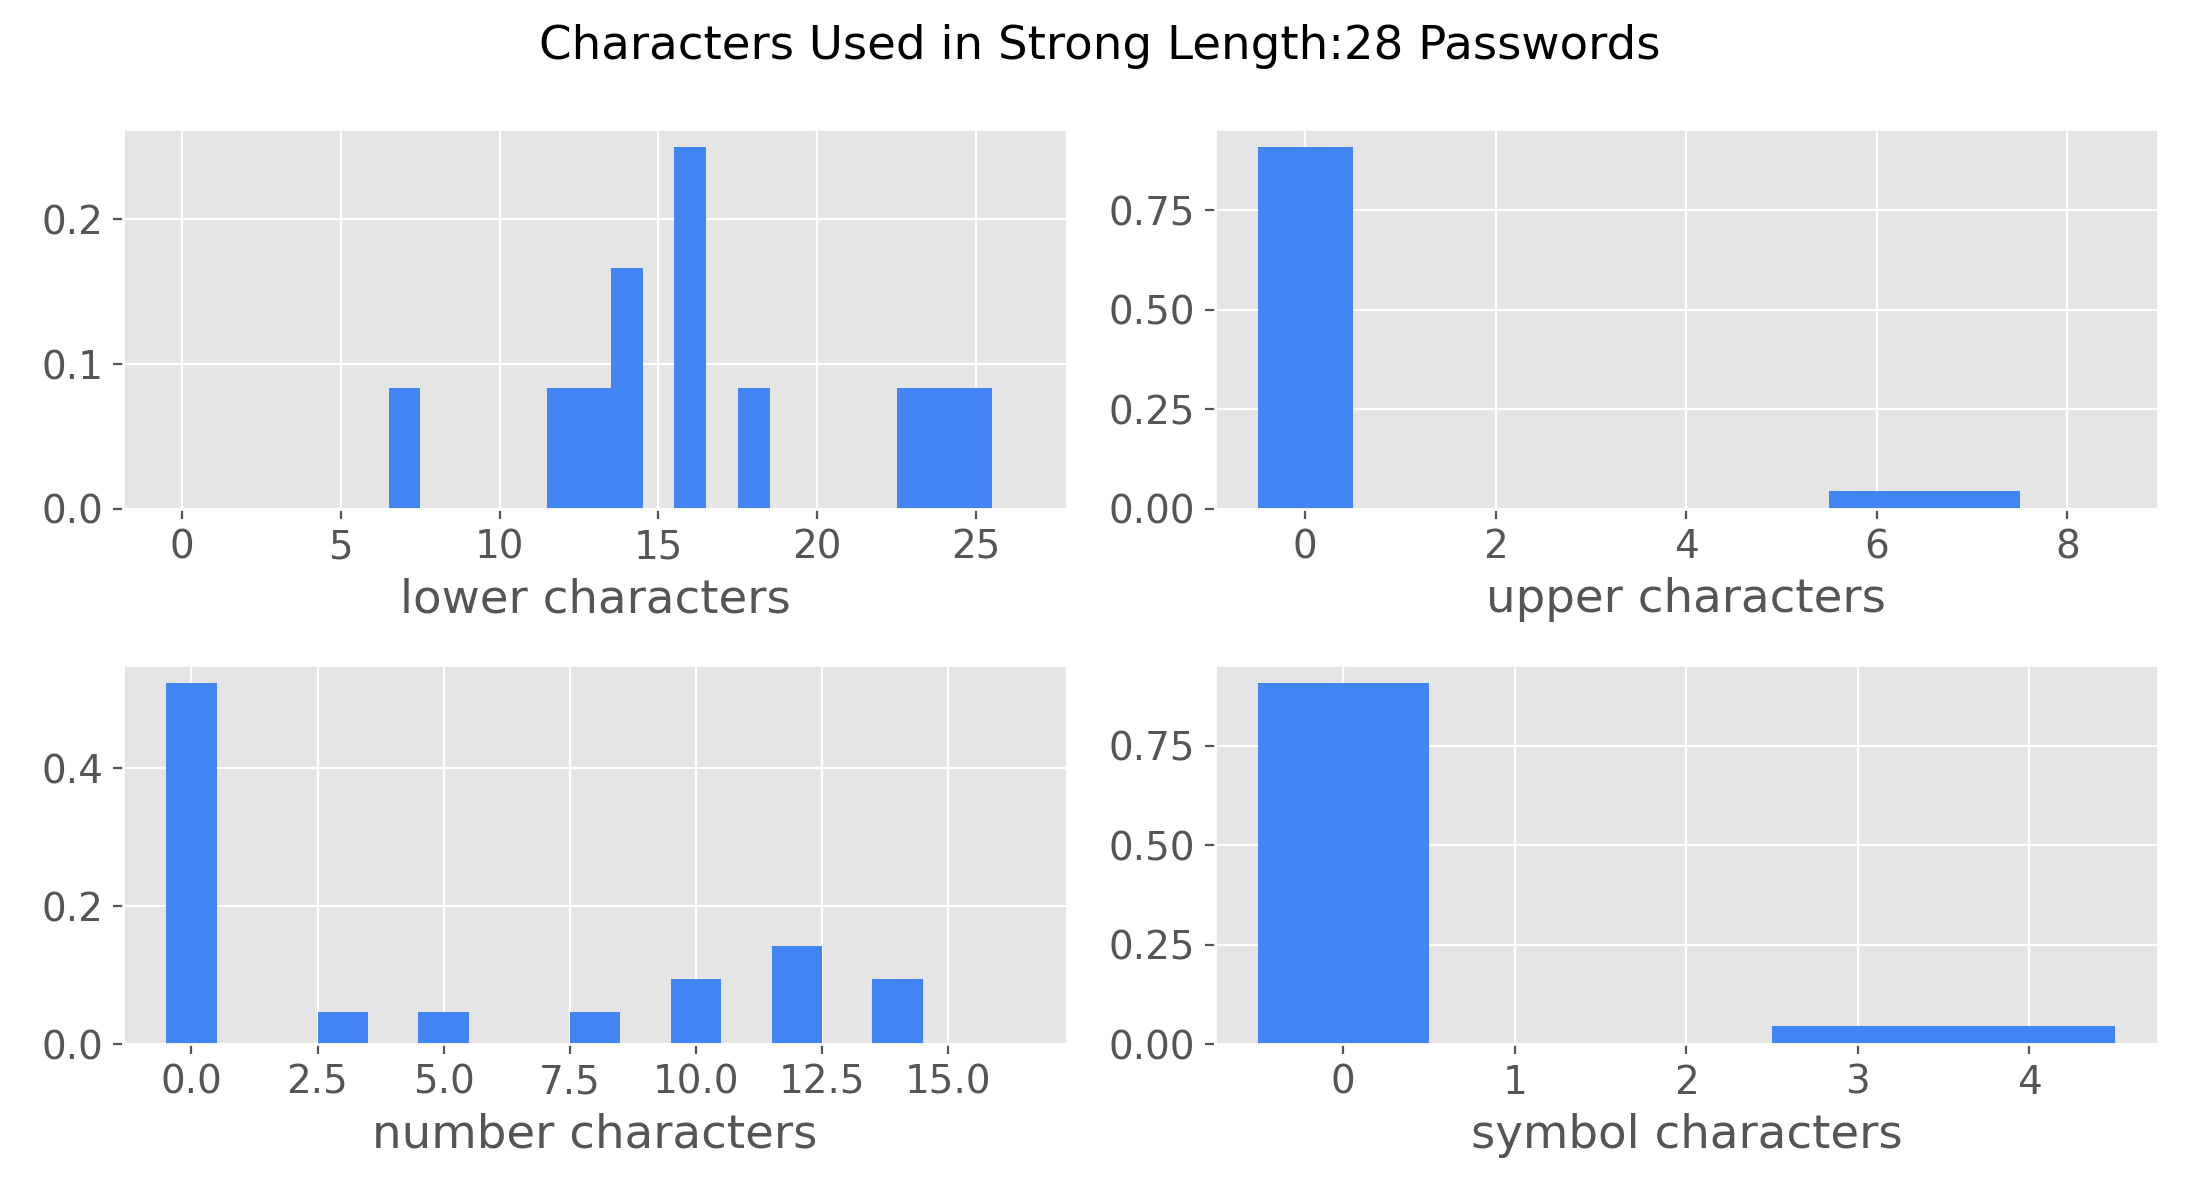 Characters Used in Strong Length:28 Passwords
0.2
0.1
0.0
0 5 10 15 20 25
lower characters
0.75
0.50
0.25
0.00
0 2 4 6 8
upper characters
0.4
0.2
0.0
0.0 2.5 5.0 7.5 10.0 12.5 15.0
number characters
0.75
0.50
0.25
0.00
0 1 2 3 4
symbol characters